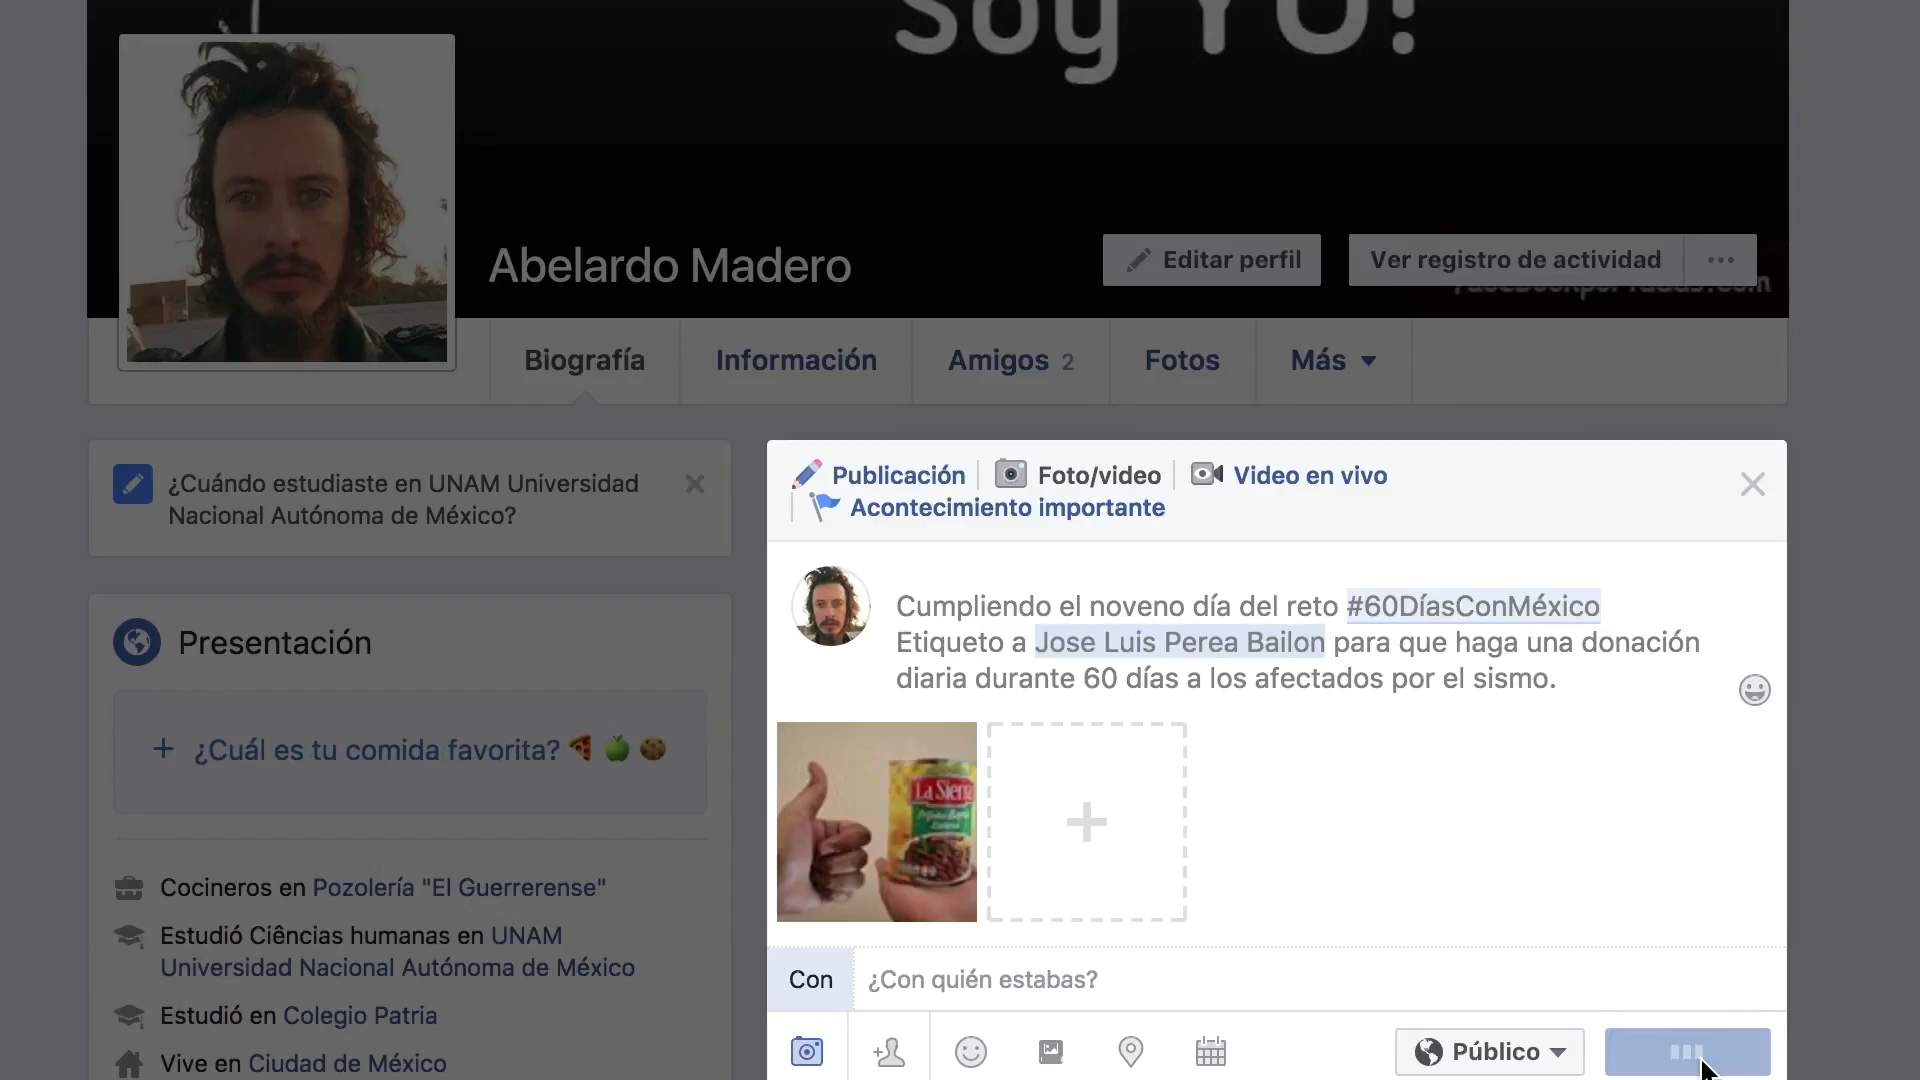 Soy YO!
Abelardo Madero
Editar perfil
Ver registro de actividad
Biografía
Información
Amigos 2
Fotos
Más
¿Cuándo estudiaste en UNAM Universidad
Nacional Autónoma de México?
Presentación
+ ¿Cuál es tu comida favorita?
Cocineros en Pozolería "El Guerrerense"
Estudió Ciências humanas en UNAM
Universidad Nacional Autónoma de México
Estudió en Colegio Patria
Vive en Ciudad de México
Publicación
Foto/video
Video en vivo
Acontecimiento importante
Cumpliendo el noveno día del reto #60DíasConMéxico
Etiqueto a Jose Luis Perea Bailon para que haga una donación
diaria durante 60 días a los afectados por el sismo.
La Sierra
Con ¿Con quién estabas?
Público